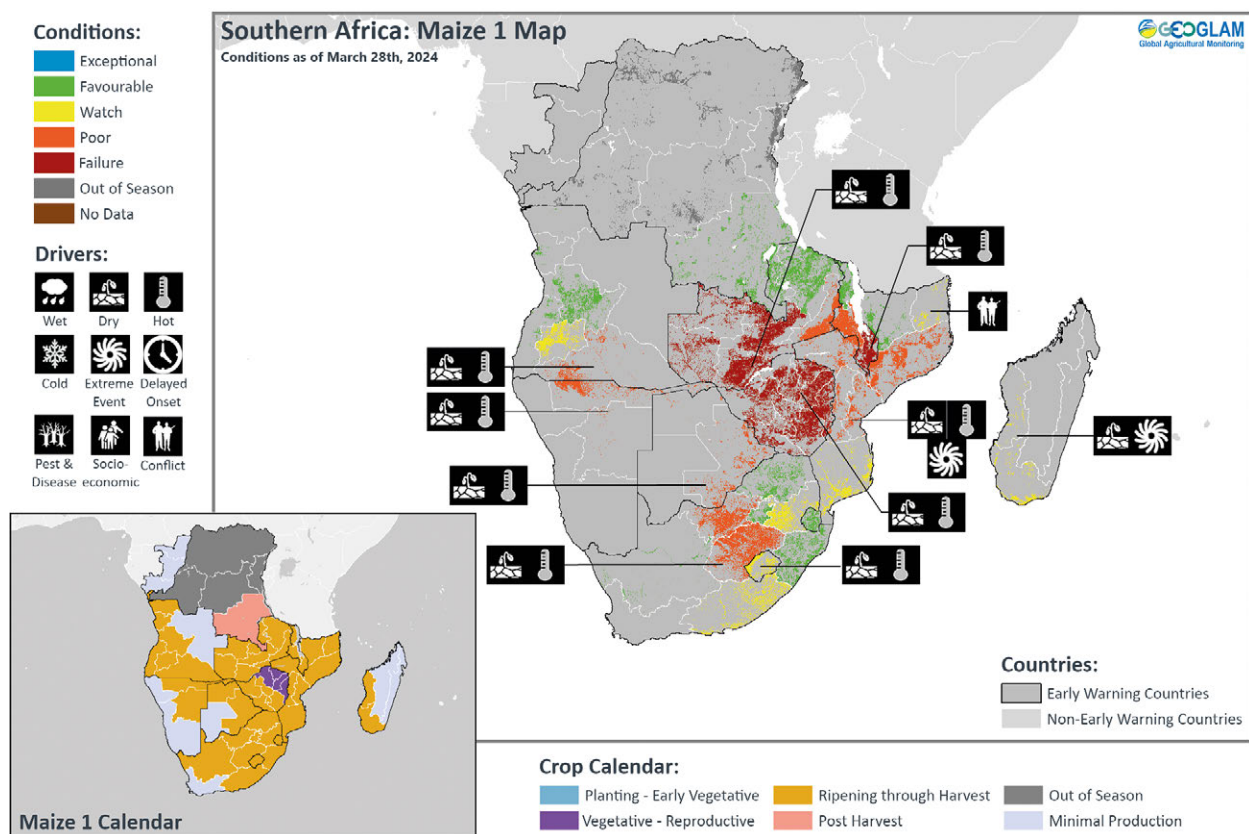 Conditions:
Exceptional
Favourable
Watch
Poor
Failure
Out of Season
No Data
Drivers:
Wet
Dry
Hot
Cold
Extreme
Event
Delayed
Onset
Pest &
Disease
Socio-
economic
Conflict
Southern Africa: Maize 1 Map
Conditions as of March 28th, 2024
GEOGLAM
Global Agricultural Monitoring
Countries:
Early Warning Countries
Non-Early Warning Countries
Maize 1 Calendar
Crop Calendar:
Planting - Early Vegetative
Ripening through Harvest
Out of Season
Vegetative - Reproductive
Post Harvest
Minimal Production